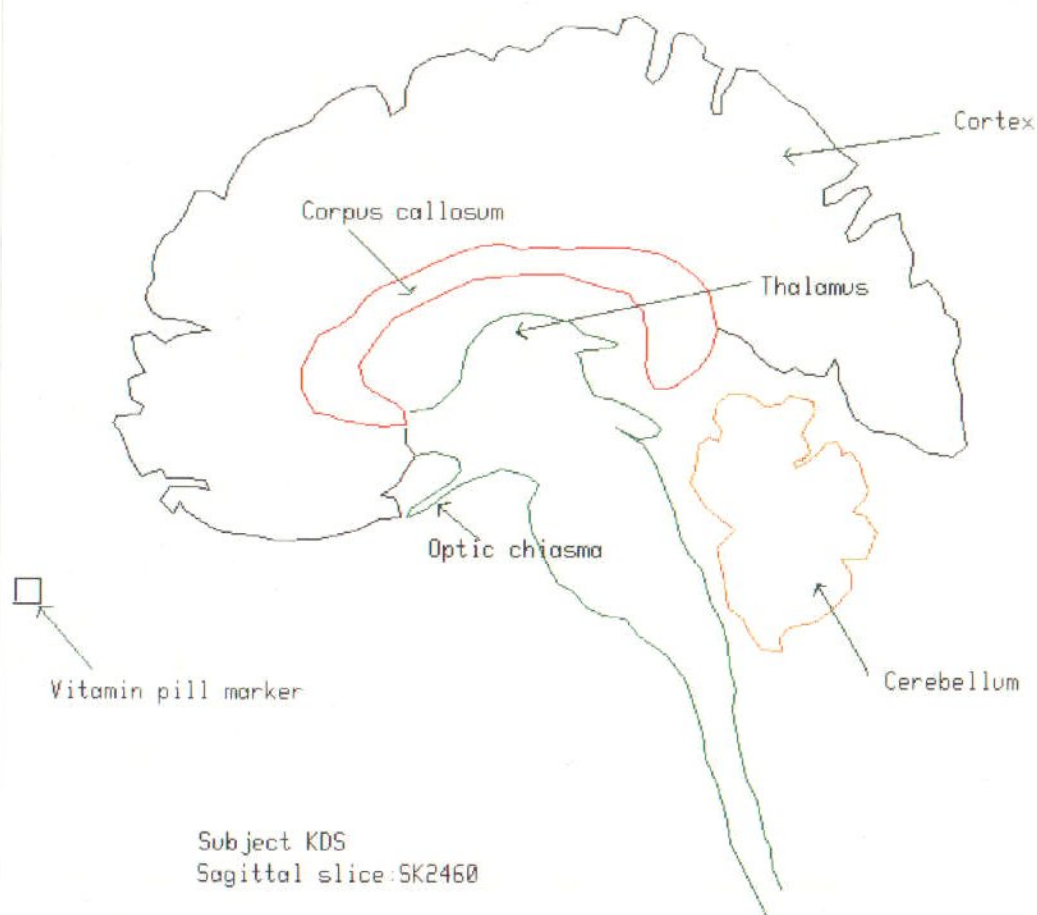 Cortex
Corpus callosum
Thalamus
Optic chiasma
Vitamin pill marker
Cerebellum
Subject KDS
Sagittal slice:SK2460